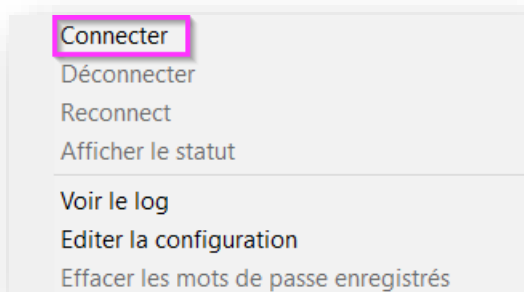 Connecter
Déconnecter
Reconnect
Afficher le statut
Voir le log
Editer la configuration
Effacer les mots de passe enregistrés